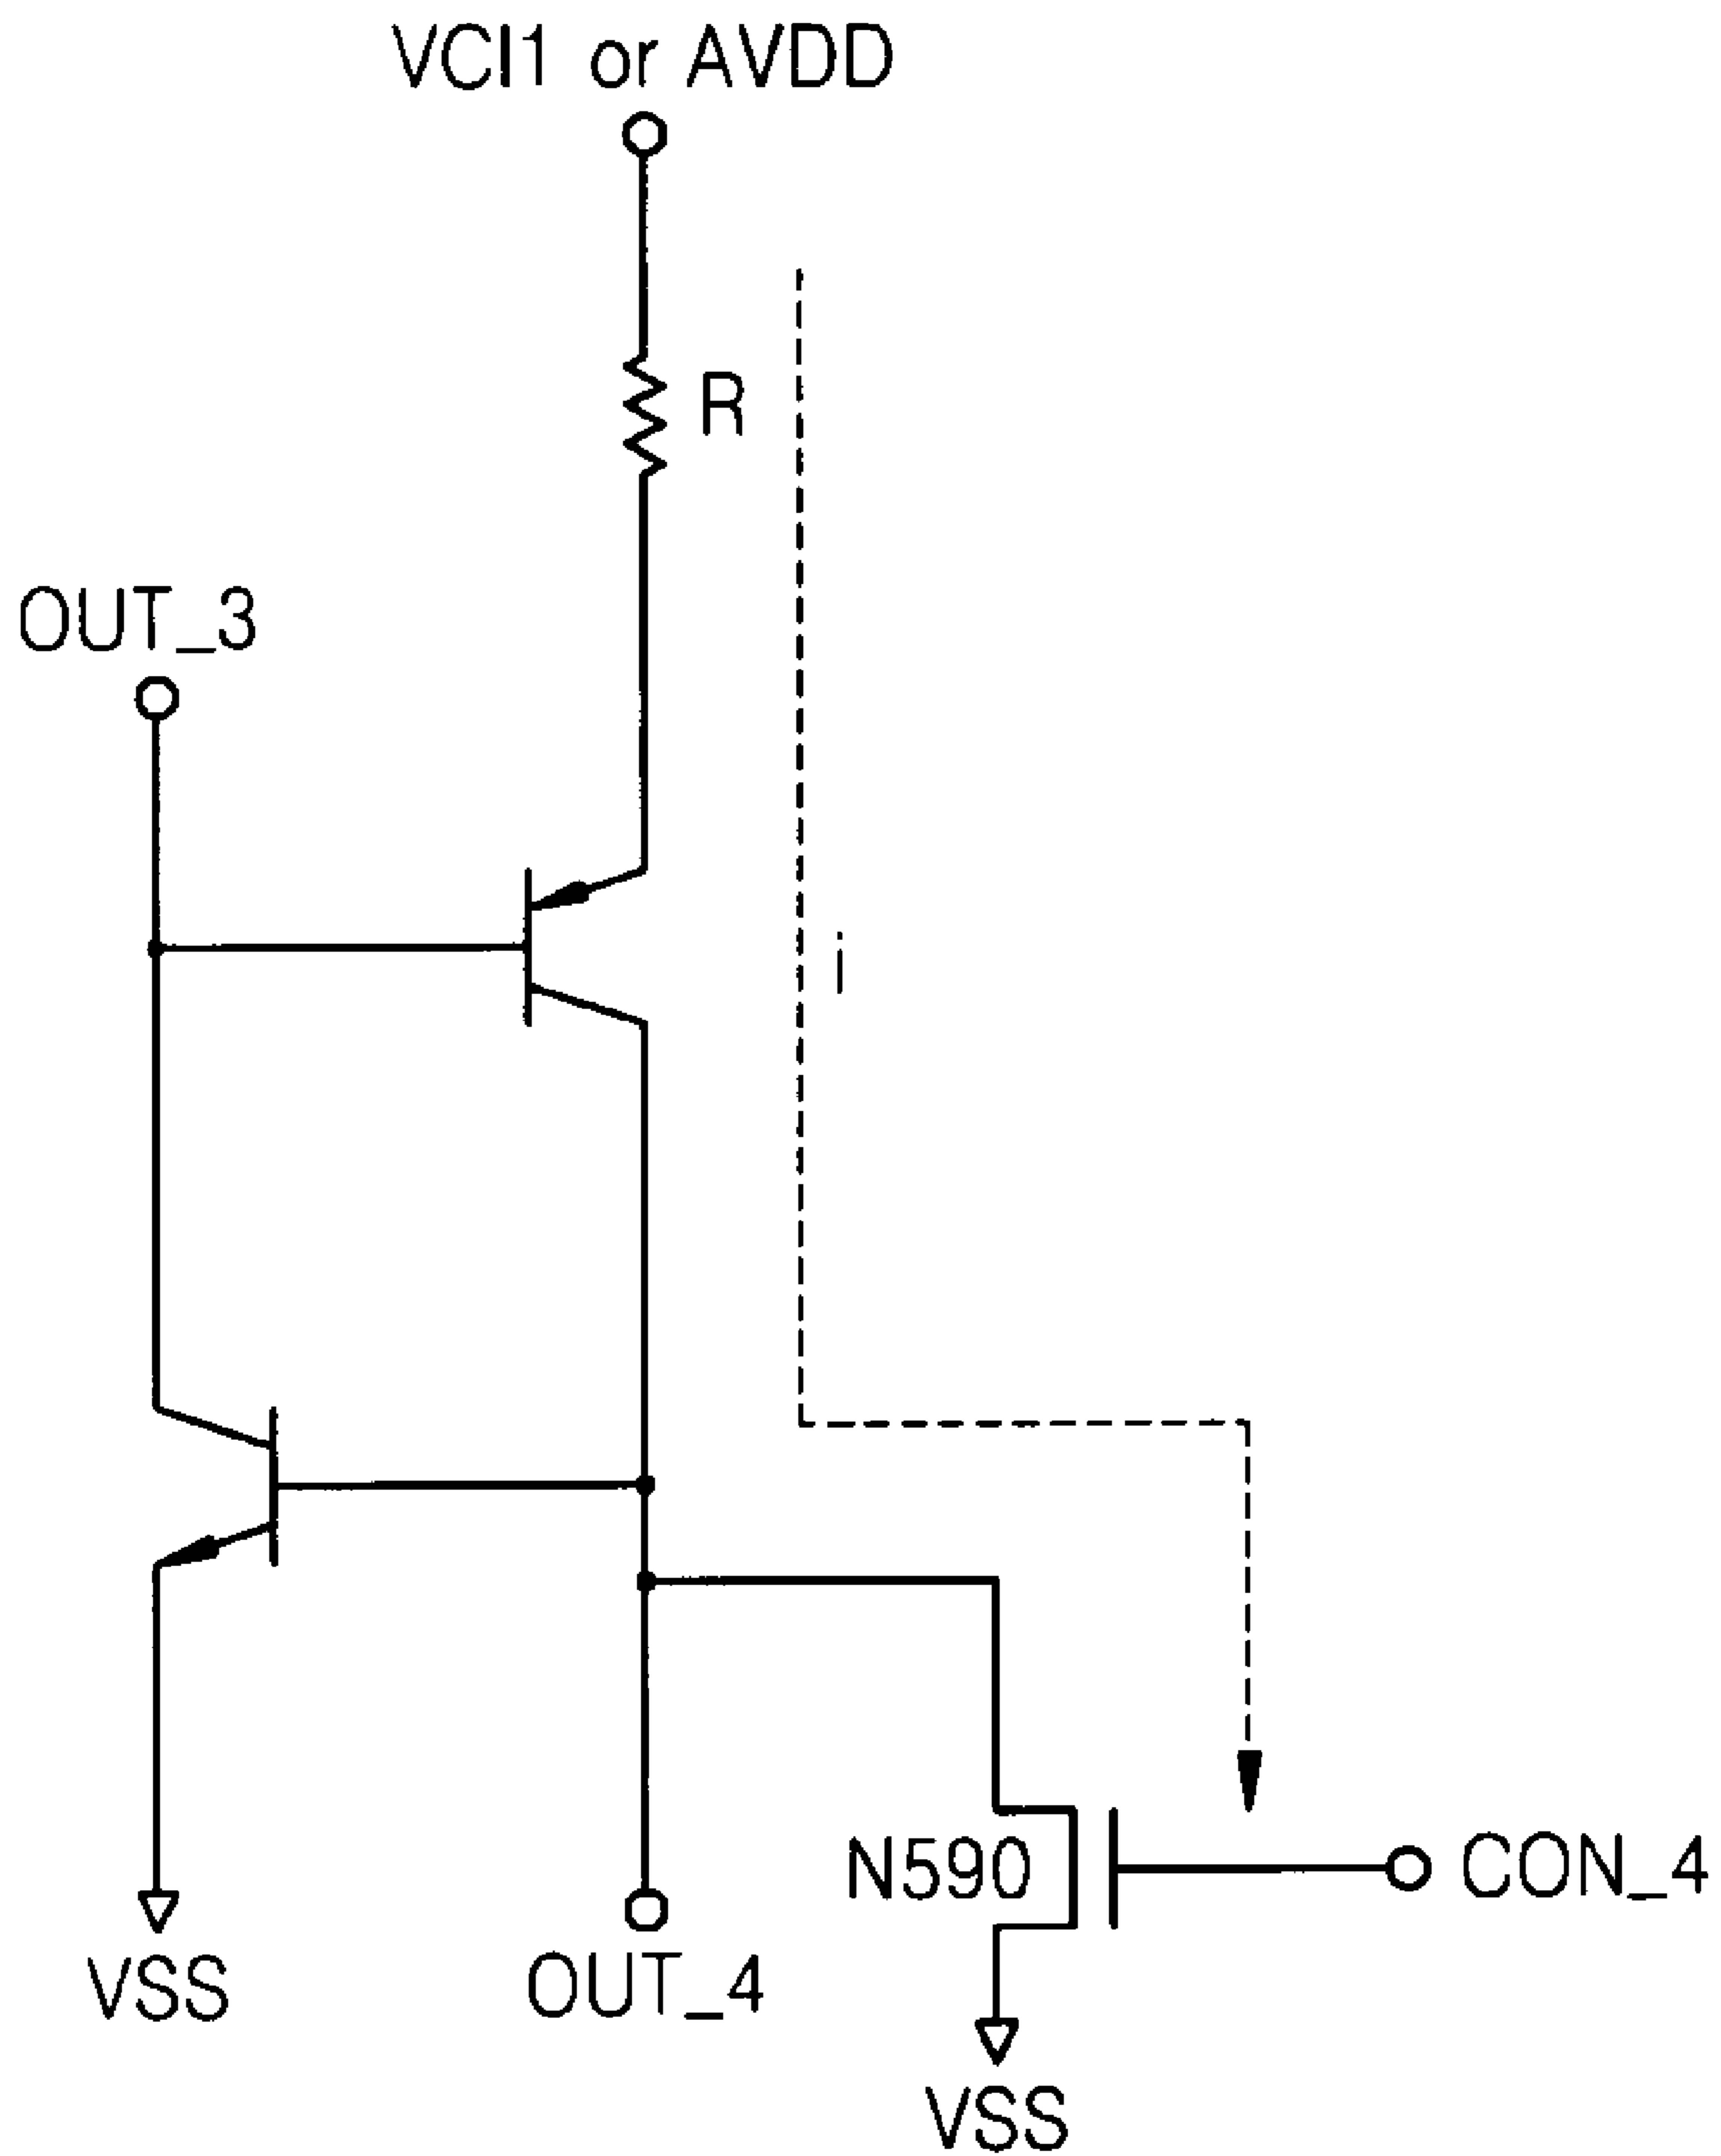 VCI1 or AVDD
R
OUT_3
i
N590
CON_4
VSS
OUT_4
VSS